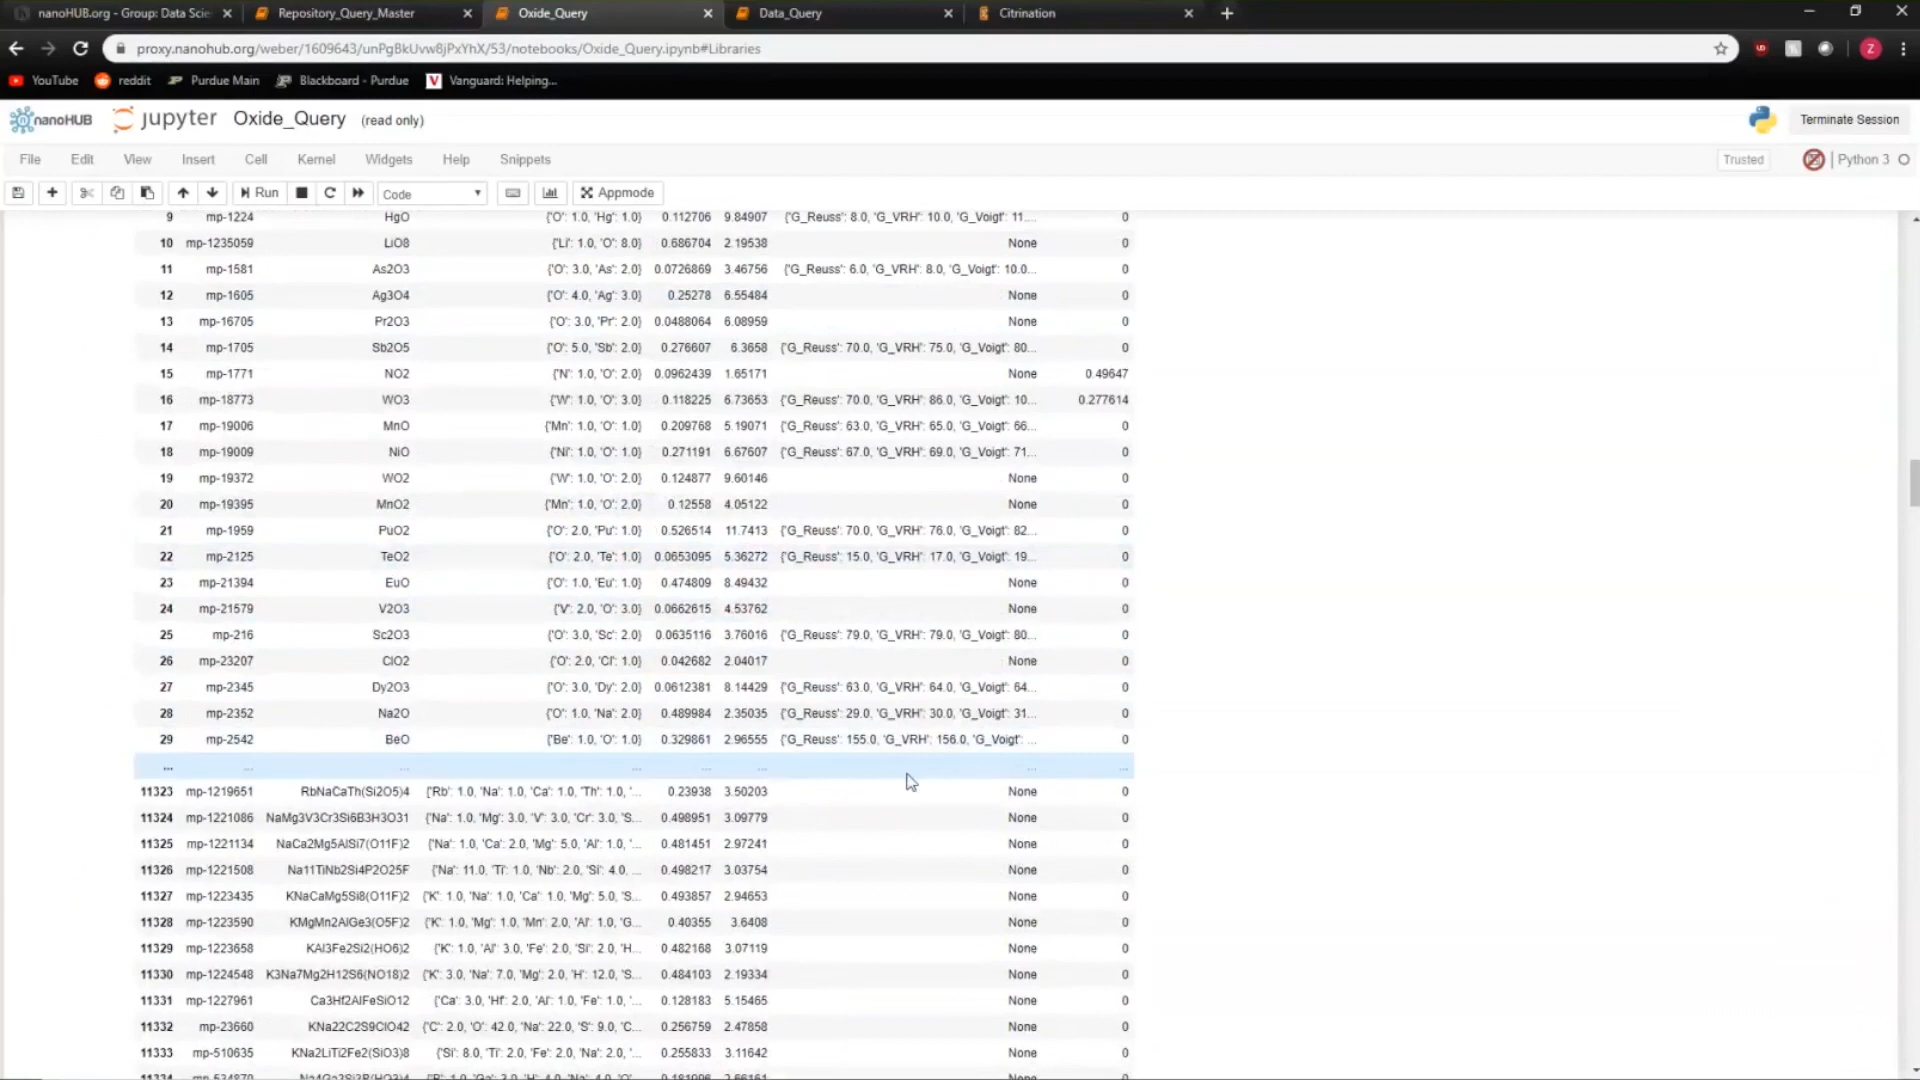 nanoHUB.org - Group: Data Scie
Repository_Query_Master
Oxide_Query
Data_Query
Citrination
proxy.nanohub.org/weber/1609643/unPgBkUvw8jPxYhX/53/notebooks/Oxide_Query.ipynb#Libraries
YouTube reddit Purdue Main Blackboard - Purdue Vanguard: Helping...
nanoHUB jupyter Oxide_Query (read only) Terminate Session
File Edit View Insert Cell Kernel Widgets Help Snippets Trusted Python 3
Run Code Appmode
9 mp-1224 HgO {'O': 1.0, 'Hg': 1.0} 0.112706 9.84907 {'G_Reuss': 8.0, 'G_VRH': 10.0, 'G_Voigt': 11.... 0
10 mp-1235059 LiO8 {'Li': 1.0, 'O': 8.0} 0.686704 2.19538 None 0
11 mp-1581 As2O3 {'O': 3.0, 'As': 2.0} 0.0726869 3.46756 {'G_Reuss': 6.0, 'G_VRH': 8.0, 'G_Voigt': 10.0... 0
12 mp-1605 Ag3O4 {'O': 4.0, 'Ag': 3.0} 0.25278 6.55484 None 0
13 mp-16705 Pr2O3 {'O': 3.0, 'Pr': 2.0} 0.0488064 6.08959 None 0
14 mp-1705 Sb2O5 {'O': 5.0, 'Sb': 2.0} 0.276607 6.3658 {'G_Reuss': 70.0, 'G_VRH': 75.0, 'G_Voigt': 80... 0
15 mp-1771 NO2 {'N': 1.0, 'O': 2.0} 0.0962439 1.65171 None 0.49647
16 mp-18773 WO3 {'W': 1.0, 'O': 3.0} 0.118225 6.73653 {'G_Reuss': 70.0, 'G_VRH': 86.0, 'G_Voigt': 10... 0.277614
17 mp-19006 MnO {'Mn': 1.0, 'O': 1.0} 0.209768 5.19071 {'G_Reuss': 63.0, 'G_VRH': 65.0, 'G_Voigt': 66... 0
18 mp-19009 NiO {'Ni': 1.0, 'O': 1.0} 0.271191 6.67607 {'G_Reuss': 67.0, 'G_VRH': 69.0, 'G_Voigt': 71... 0
19 mp-19372 WO2 {'W': 1.0, 'O': 2.0} 0.124877 9.60146 None 0
20 mp-19395 MnO2 {'Mn': 1.0, 'O': 2.0} 0.12558 4.05122 None 0
21 mp-1959 PuO2 {'O': 2.0, 'Pu': 1.0} 0.526514 11.7413 {'G_Reuss': 70.0, 'G_VRH': 76.0, 'G_Voigt': 82... 0
22 mp-2125 TeO2 {'O': 2.0, 'Te': 1.0} 0.0653095 5.36272 {'G_Reuss': 15.0, 'G_VRH': 17.0, 'G_Voigt': 19... 0
23 mp-21394 EuO {'O': 1.0, 'Eu': 1.0} 0.474809 8.49432 None 0
24 mp-21579 V2O3 {'V': 2.0, 'O': 3.0} 0.0662615 4.53762 None 0
25 mp-216 Sc2O3 {'O': 3.0, 'Sc': 2.0} 0.0635116 3.76016 {'G_Reuss': 79.0, 'G_VRH': 79.0, 'G_Voigt': 80... 0
26 mp-23207 ClO2 {'O': 2.0, 'Cl': 1.0} 0.042682 2.04017 None 0
27 mp-2345 Dy2O3 {'O': 3.0, 'Dy': 2.0} 0.0612381 8.14429 {'G_Reuss': 63.0, 'G_VRH': 64.0, 'G_Voigt': 64... 0
28 mp-2352 Na2O {'O': 1.0, 'Na': 2.0} 0.489984 2.35035 {'G_Reuss': 29.0, 'G_VRH': 30.0, 'G_Voigt': 31... 0
29 mp-2542 BeO {'Be': 1.0, 'O': 1.0} 0.329861 2.96555 {'G_Reuss': 155.0, 'G_VRH': 156.0, 'G_Voigt': ... 0
... ... ... ... ... ... ... ...
11323 mp-1219651 RbNaCaTh(Si2O5)4 {'Rb': 1.0, 'Na': 1.0, 'Ca': 1.0, 'Th': 1.0, '... 0.23938 3.50203 None 0
11324 mp-1221086 NaMg3V3Cr3Si6B3H3O31 {'Na': 1.0, 'Mg': 3.0, 'V': 3.0, 'Cr': 3.0, 'S... 0.498951 3.09779 None 0
11325 mp-1221134 NaCa2Mg5AlSi7(O11F)2 {'Na': 1.0, 'Ca': 2.0, 'Mg': 5.0, 'Al': 1.0, '... 0.481451 2.97241 None 0
11326 mp-1221508 Na11TiNb2Si4P2O25F {'Na': 11.0, 'Ti': 1.0, 'Nb': 2.0, 'Si': 4.0, ... 0.498217 3.03754 None 0
11327 mp-1223435 KNaCaMg5Si8(O11F)2 {'K': 1.0, 'Na': 1.0, 'Ca': 1.0, 'Mg': 5.0, 'S... 0.493857 2.94653 None 0
11328 mp-1223590 KMgMn2AlGe3(O5F)2 {'K': 1.0, 'Mg': 1.0, 'Mn': 2.0, 'Al': 1.0, 'G... 0.40355 3.6408 None 0
11329 mp-1223658 KAl3Fe2Si2(HO6)2 {'K': 1.0, 'Al': 3.0, 'Fe': 2.0, 'Si': 2.0, 'H... 0.482168 3.07119 None 0
11330 mp-1224548 K3Na7Mg2H12S6(NO18)2 {'K': 3.0, 'Na': 7.0, 'Mg': 2.0, 'H': 12.0, 'S... 0.484103 2.19334 None 0
11331 mp-1227961 Ca3Hf2AlFeSiO12 {'Ca': 3.0, 'Hf': 2.0, 'Al': 1.0, 'Fe': 1.0, '... 0.128183 5.15465 None 0
11332 mp-23660 KNa22C2S9ClO42 {'C': 2.0, 'O': 42.0, 'Na': 22.0, 'S': 9.0, 'C... 0.256759 2.47858 None 0
11333 mp-510635 KNa2LiTi2Fe2(SiO3)8 {'Si': 8.0, 'Ti': 2.0, 'Fe': 2.0, 'Na': 2.0, '... 0.255833 3.11642 None 0